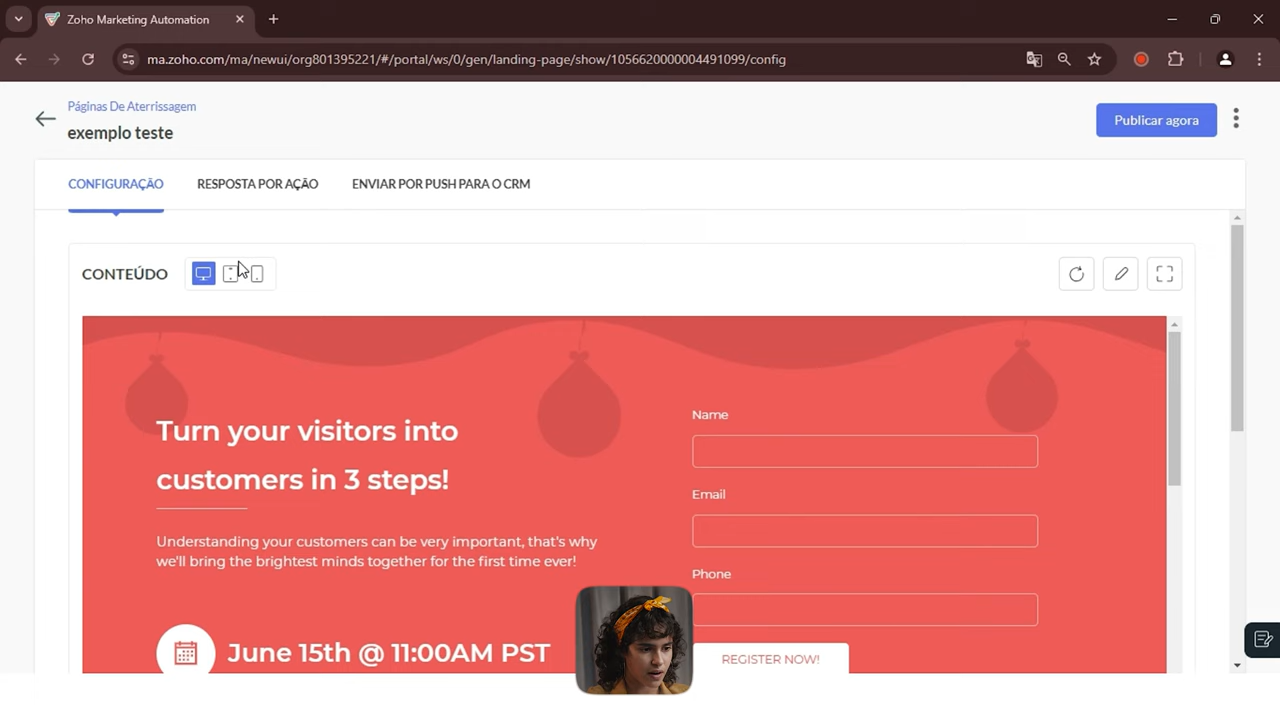 Zoho Marketing Automation
ma.zoho.com/ma/newui/org801395221/#/portal/ws/0/gen/landing-page/show/1056620000004491099/config
Páginas De Aterrissagem
exemplo teste
Publicar agora
CONFIGURAÇÃO RESPOSTA POR AÇÃO ENVIAR POR PUSH PARA O CRM
CONTEÚDO
Turn your visitors into
customers in 3 steps!
Understanding your customers can be very important, that's why
we'll bring the brightest minds together for the first time ever!
June 15th @ 11:00AM PST
Name
Email
Phone
REGISTER NOW!